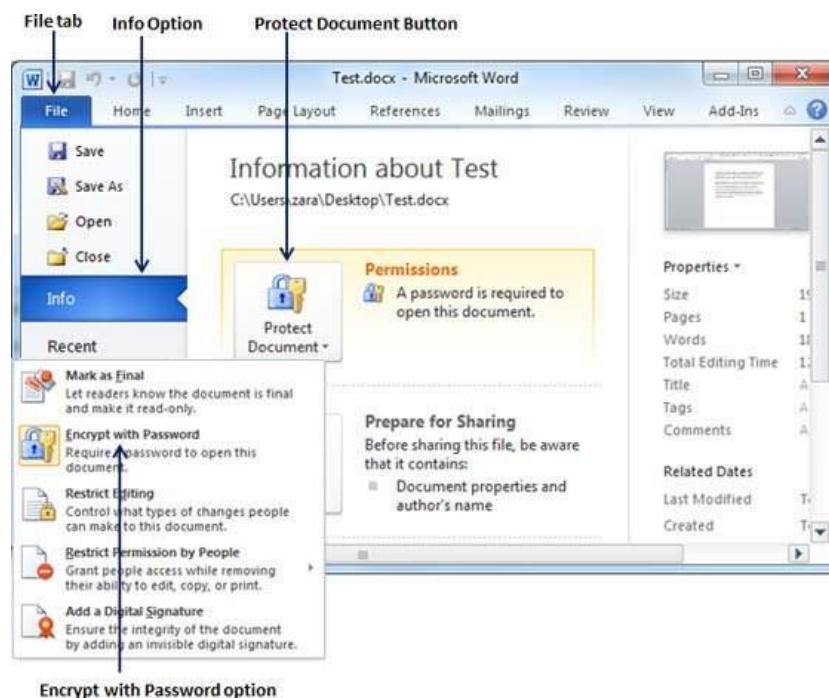 File tab Info Option Protect Document Button
W Test.docx - Microsoft Word
File Home Insert Page Layout References Mailings Review View Add-Ins
Save
Save As
Open
Close
Info
Recent
Information about Test
C:\Users\zara\Desktop\Test.docx
Protect
Document
Permissions
A password is required to
open this document.
Prepare for Sharing
Before sharing this file, be aware
that it contains:
Document properties and
author's name
Properties
Size
Pages 1
Words
Total Editing Time
Title
Tags
Comments
Related Dates
Last Modified
Created
Mark as Final
Let readers know the document is final
and make it read-only.
Encrypt with Password
Require a password to open this
document.
Restrict Editing
Control what types of changes people
can make to this document.
Restrict Permission by People
Grant people access while removing
their ability to edit, copy, or print.
Add a Digital Signature
Ensure the integrity of the document
by adding an invisible digital signature.
Encrypt with Password option